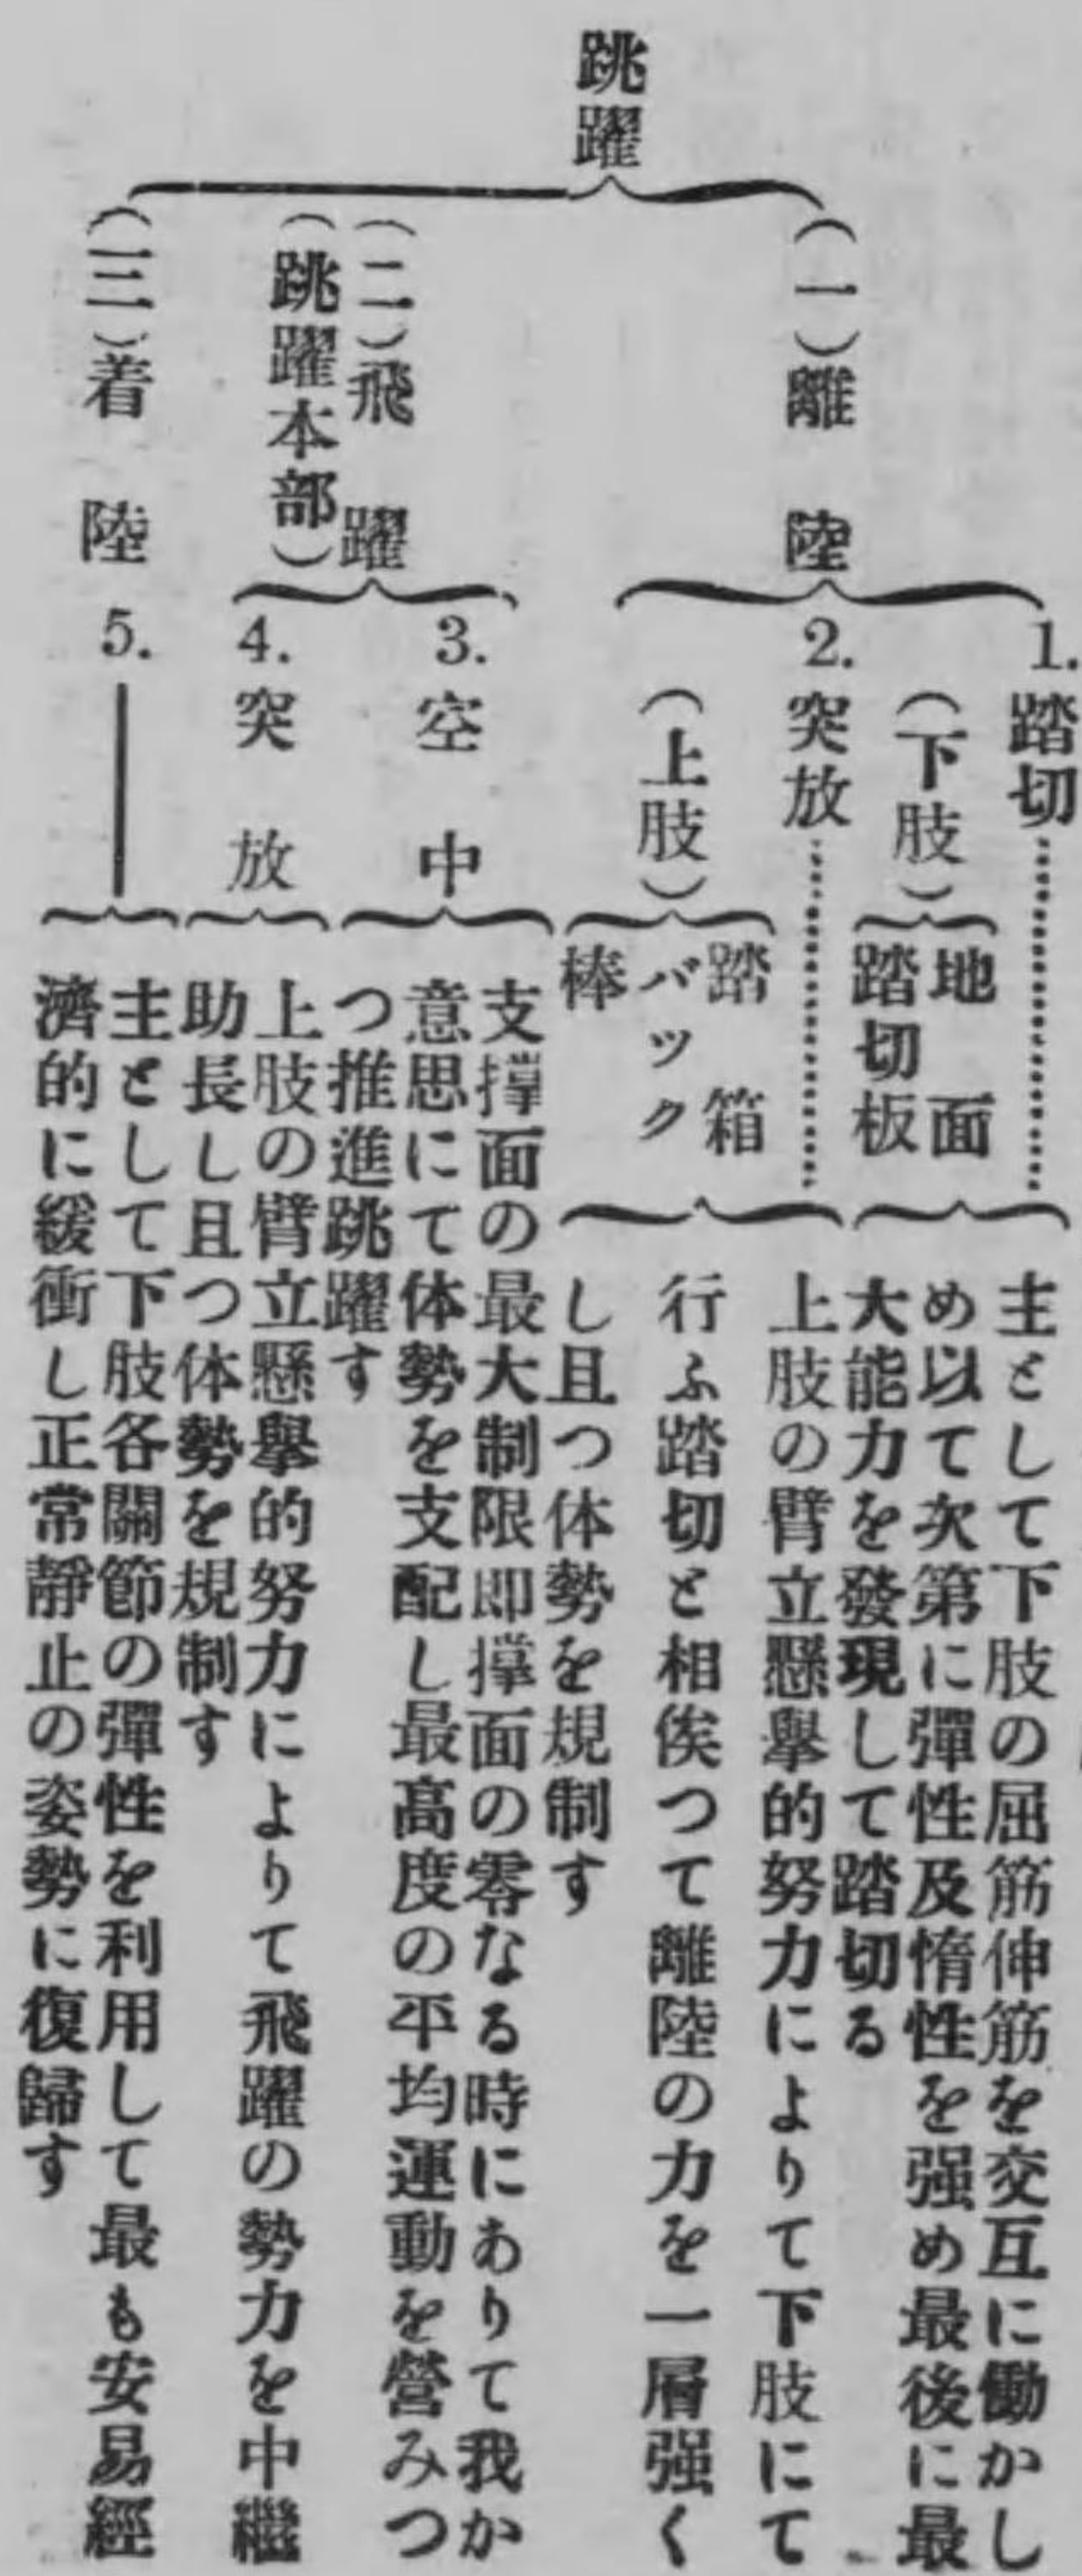 跳躍
（一）離陸
1.踏切
（下肢）
地面
踏切板
主として下肢の屈筋伸筋を交互に働かし
め以て次第に彈性及惰性を强め最後に最
大能力を發現して踏切る
2.突放
（上肢）
踏箱
バック
棒
上肢の臂立懸擧的努力によりて下肢にて
行ふ踏切と相俟つて離陸の力を一層强く
し且つ体勢を規制す
（二）飛躍
（跳躍本部）
3.空中
支撐面の最大制限即撐面の零なる時にありて我か
意思にて体勢を支配し最高度の平均運動を營みつ
つ推進跳躍す
4.突放
上肢の臂立懸擧的努力によりて飛躍の勢力を中繼
助長し且つ体勢を規制す
（三）着陸
5.
主として下肢各關節の彈性を利用して最も安易經
濟的に緩衝し正常靜止の姿勢に復歸す